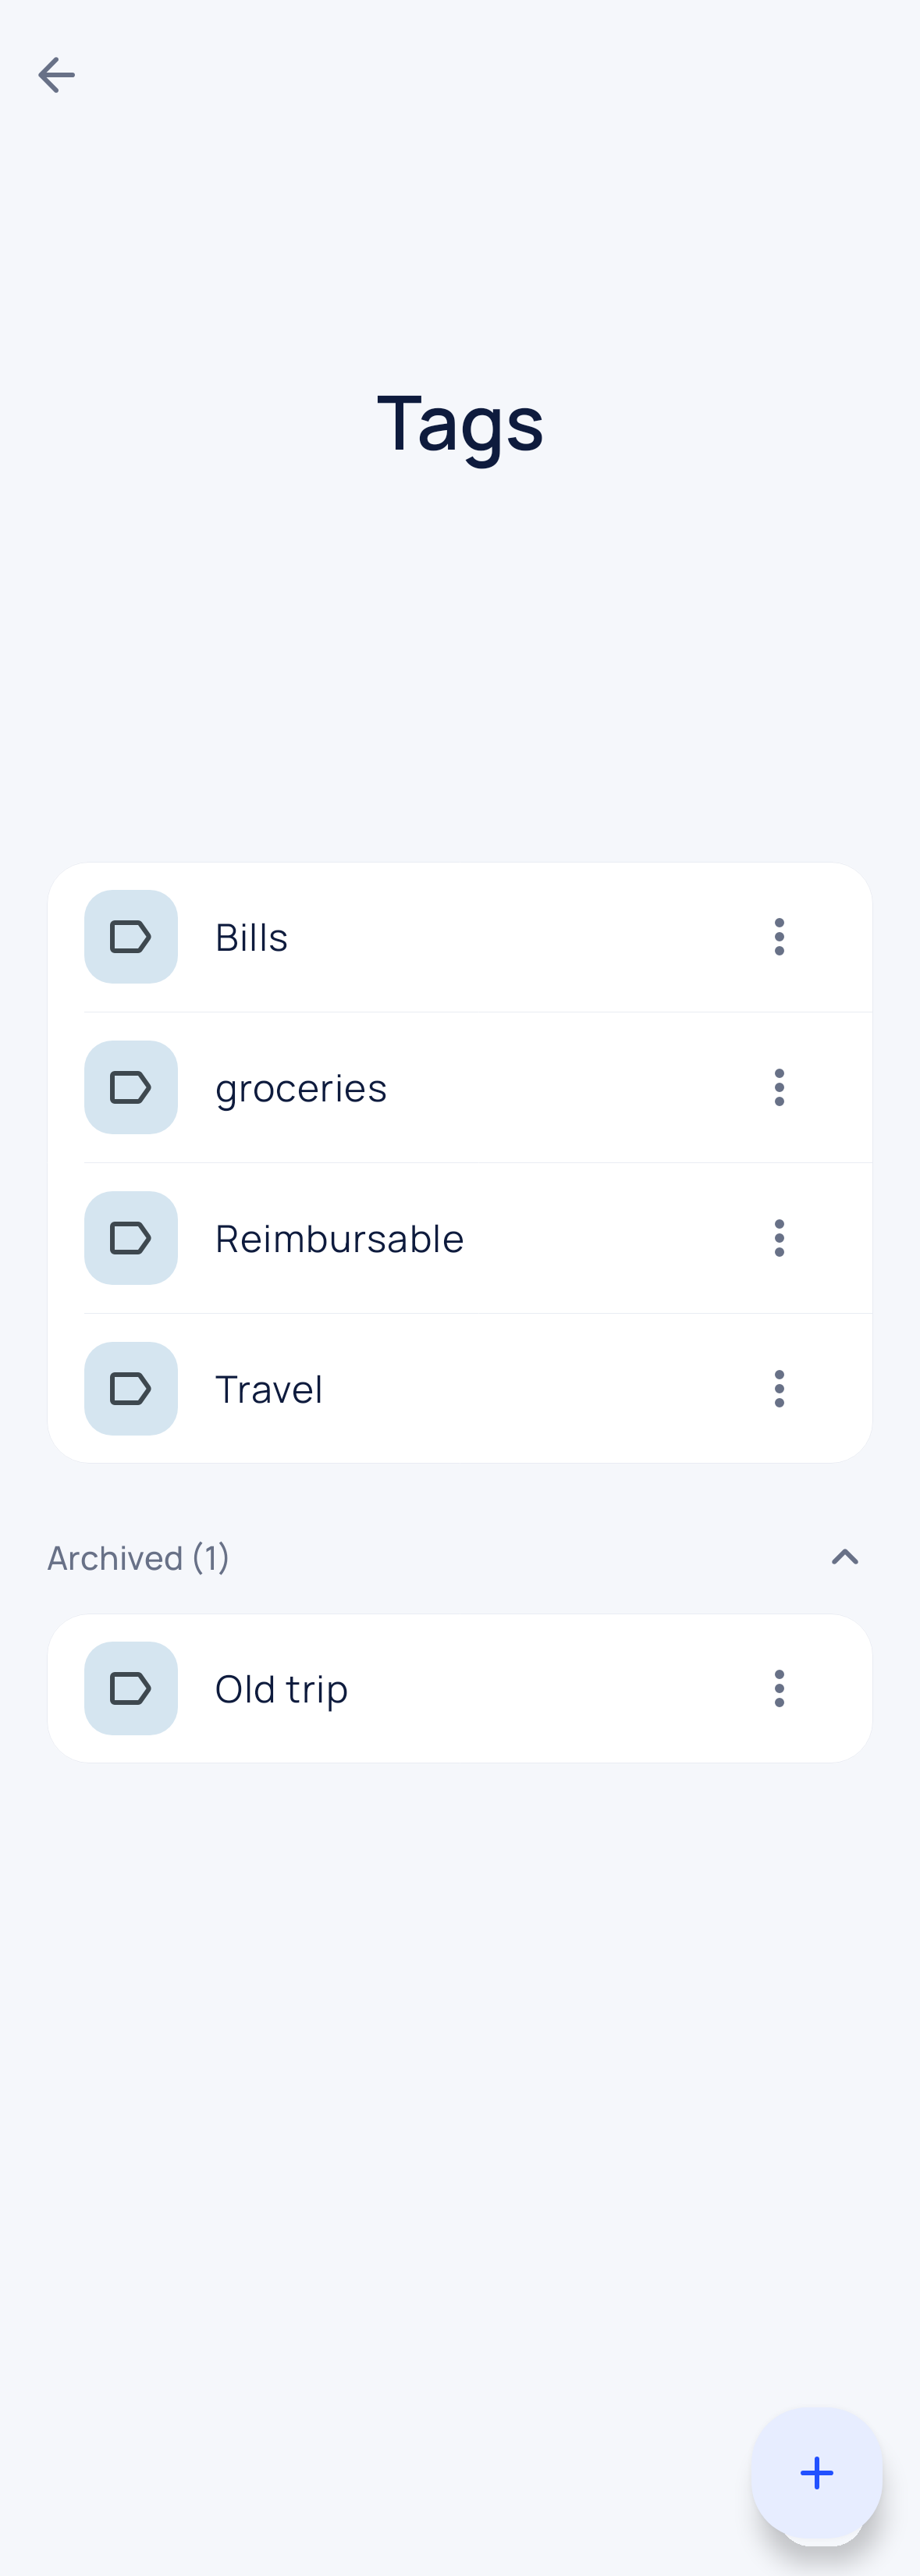 Tags
Bills
groceries
Reimbursable
Travel
Archived (1)
Old trip